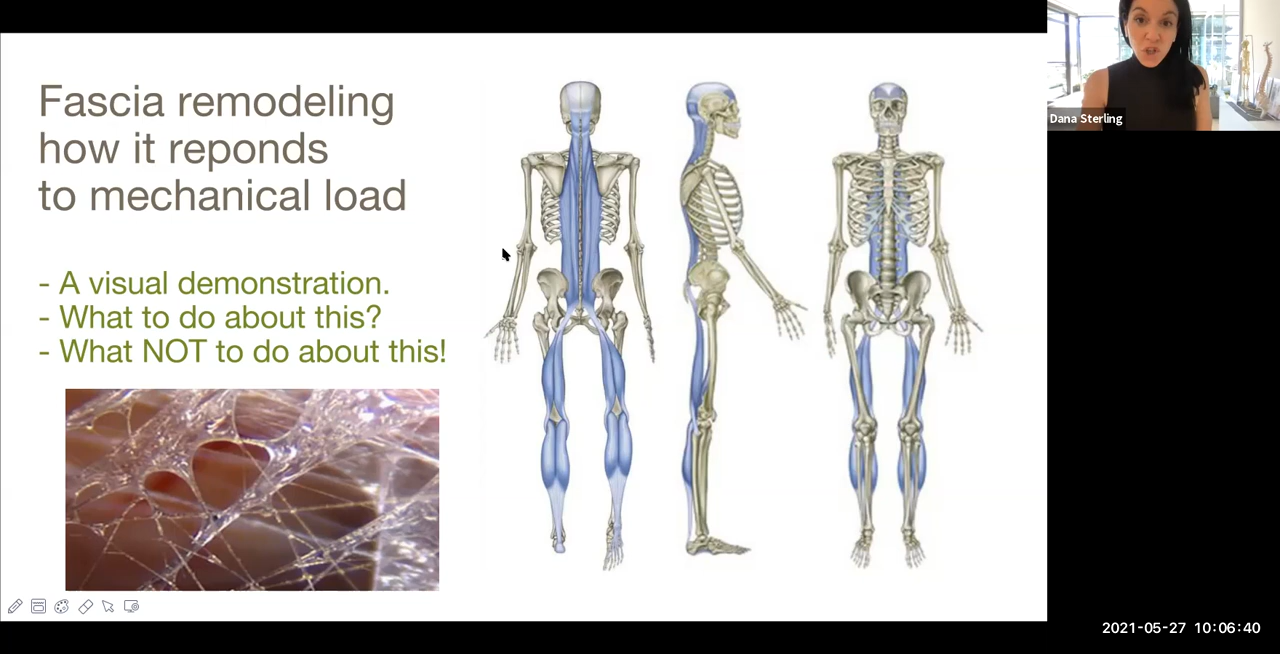 Fascia remodeling
how it reponds
to mechanical load
- A visual demonstration.
- What to do about this?
- What NOT to do about this!
Dana Sterling
2021-05-27 10:06:40